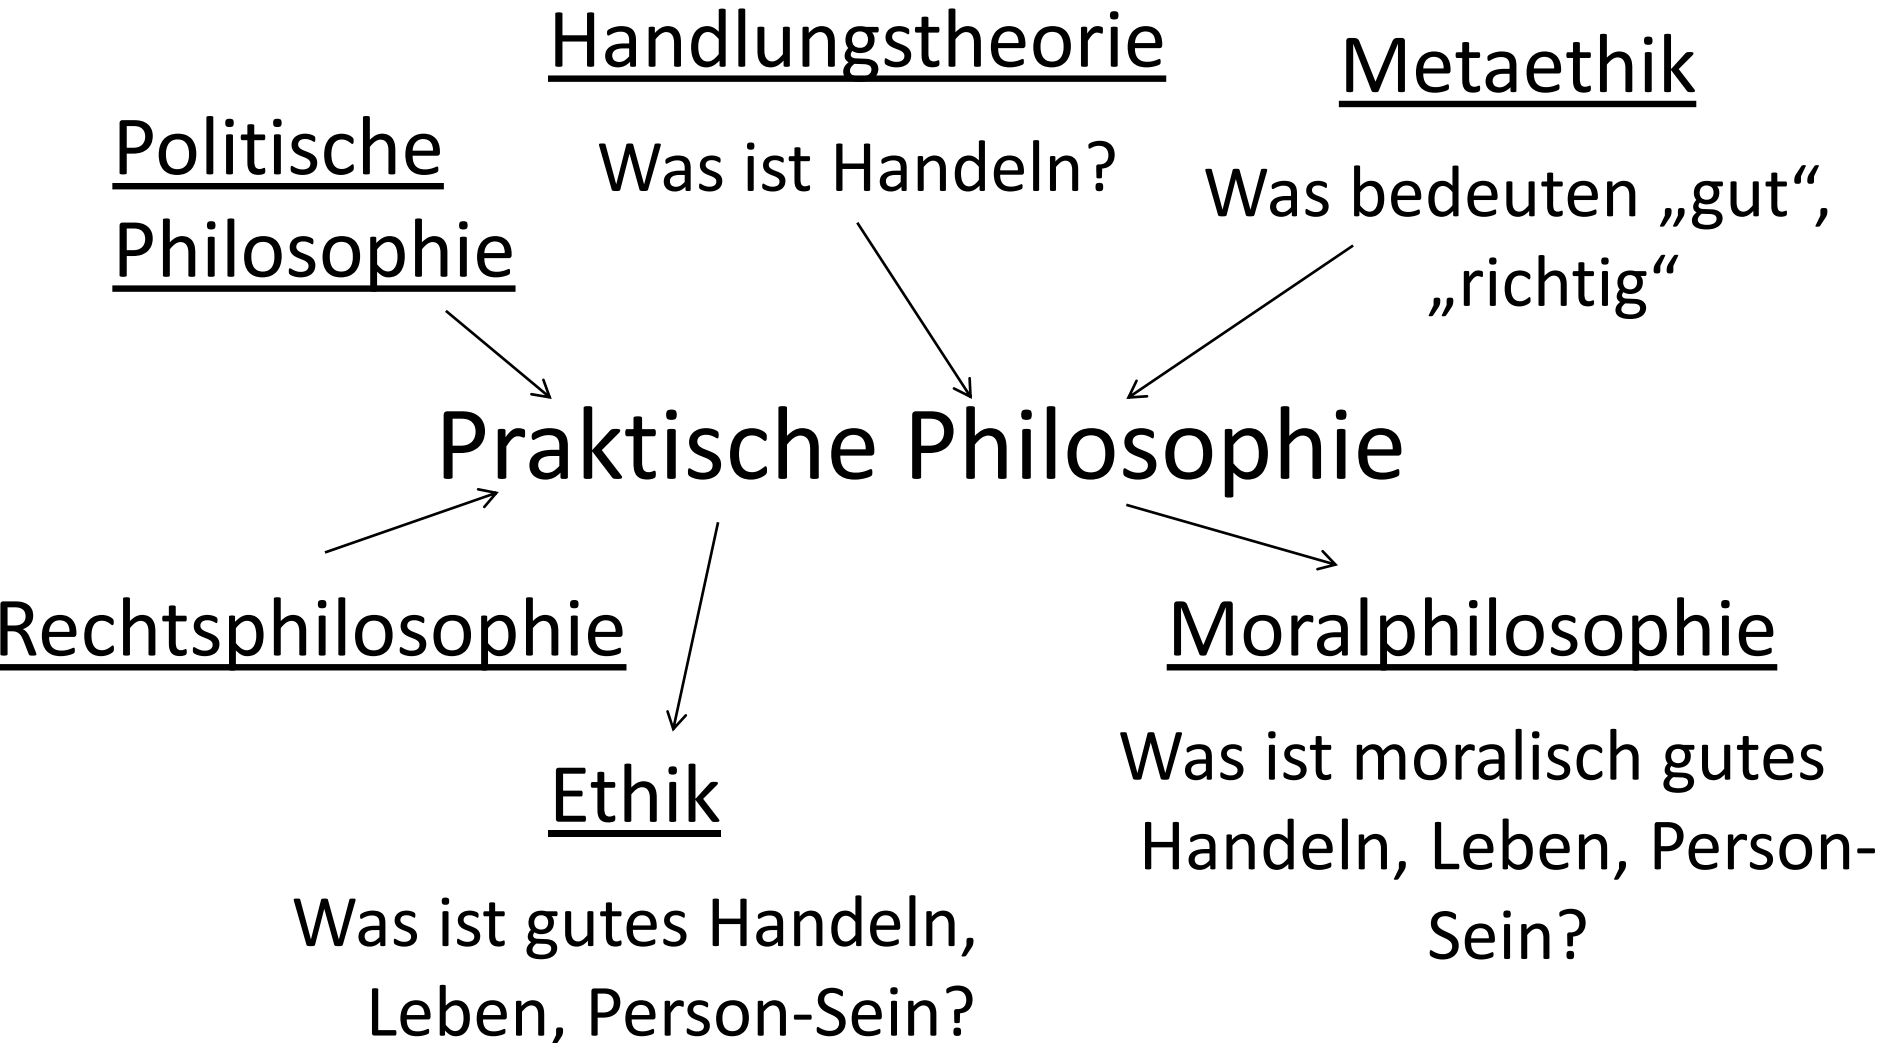 Handlungstheorie
Was ist Handeln?
Metaethik
Was bedeuten „gut“,
„richtig“
Politische
Philosophie
Praktische Philosophie
Rechtsphilosophie
Moralphilosophie
Was ist moralisch gutes
Handeln, Leben, Person-
Sein?
Ethik
Was ist gutes Handeln,
Leben, Person-Sein?